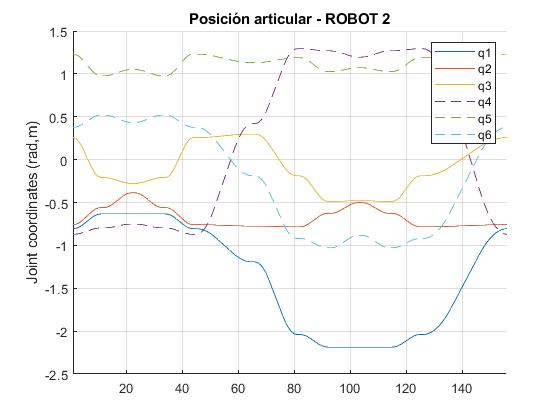 Posición articular - ROBOT 2
Joint coordinates (rad,m)
1.5
1
0.5
0
-0.5
-1
-1.5
-2
-2.5
20 40 60 80 100 120 140
q1
q2
q3
q4
q5
q6